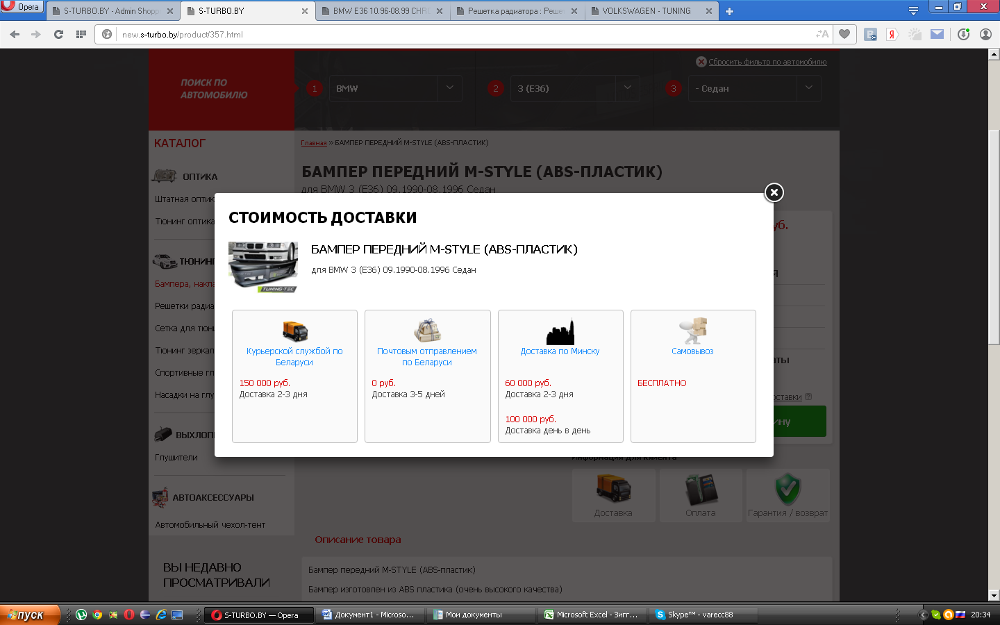 Opera
S-TURBO.BY - Admin Shopp
S-TURBO.BY
BMW E36 10.96-08.99 CHRO
Решетка радиатора : Реше
VOLKSWAGEN - TUNING
new.s-turbo.by/product/357.html
ПОИСК ПО
АВТОМОБИЛЮ
Сбросить фильтр по автомобилю
1
BMW
2
3 (E36)
3
- Седан
КАТАЛОГ
ОПТИКА
Штатная оптик
Тюнинг оптика
ТЮНИНГ
Бампера, накла
Решетки радиа
Сетка для тюни
Тюнинг зеркал
Спортивные гл
Насадки на глу
ВЫХЛОП
Глушители
АВТОАКСЕССУАРЫ
Автомобильный чехол-тент
ВЫ НЕДАВНО
ПРОСМАТРИВАЛИ
Главная » БАМПЕР ПЕРЕДНИЙ M-STYLE (ABS-ПЛАСТИК)
БАМПЕР ПЕРЕДНИЙ M-STYLE (ABS-ПЛАСТИК)
для BMW 3 (E36) 09.1990-08.1996 Седан
СТОИМОСТЬ ДОСТАВКИ
TUNING-TEC
БАМПЕР ПЕРЕДНИЙ M-STYLE (ABS-ПЛАСТИК)
для BMW 3 (E36) 09.1990-08.1996 Седан
Курьерской службой по
Беларуси
150 000 руб.
Доставка 2-3 дня
Почтовым отправлением
по Беларуси
0 руб.
Доставка 3-5 дней
Доставка по Минску
60 000 руб.
Доставка 2-3 дня
100 000 руб.
Доставка день в день
Самовывоз
БЕСПЛАТНО
уб.
я
аты
оставки
ину
Информация для клиента
Доставка
Оплата
Гарантия / возврат
Описание товара
Бампер передний M-STYLE (ABS-пластик)
Бампер изготовлен из ABS пластика (очень высокого качества)
пуск
S-TURBO.BY — Opera
Документ1 - Microso...
Мои документы
Microsoft Excel - Зигг...
Skype™ - varecc88
20:34